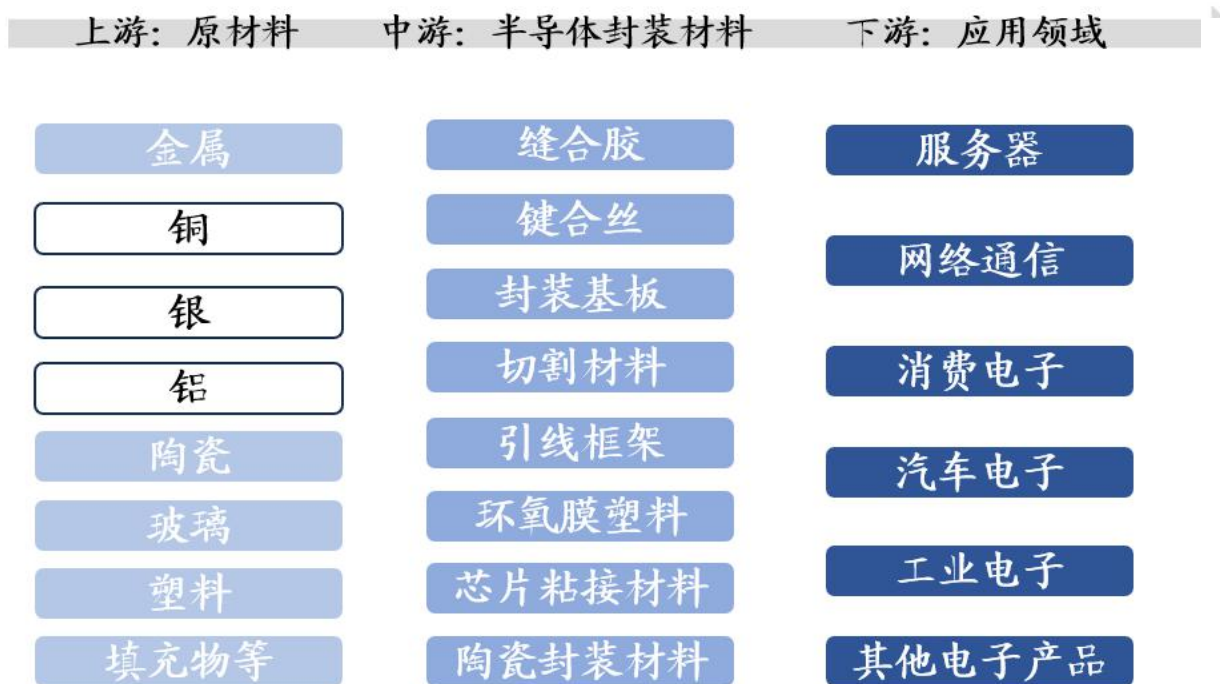 上游：原材料
中游：半导体封装材料
下游：应用领域
金属
铜
银
铝
陶瓷
玻璃
塑料
填充物等
缝合胶
键合丝
封装基板
切割材料
引线框架
环氧膜塑料
芯片粘接材料
陶瓷封装材料
服务器
网络通信
消费电子
汽车电子
工业电子
其他电子产品